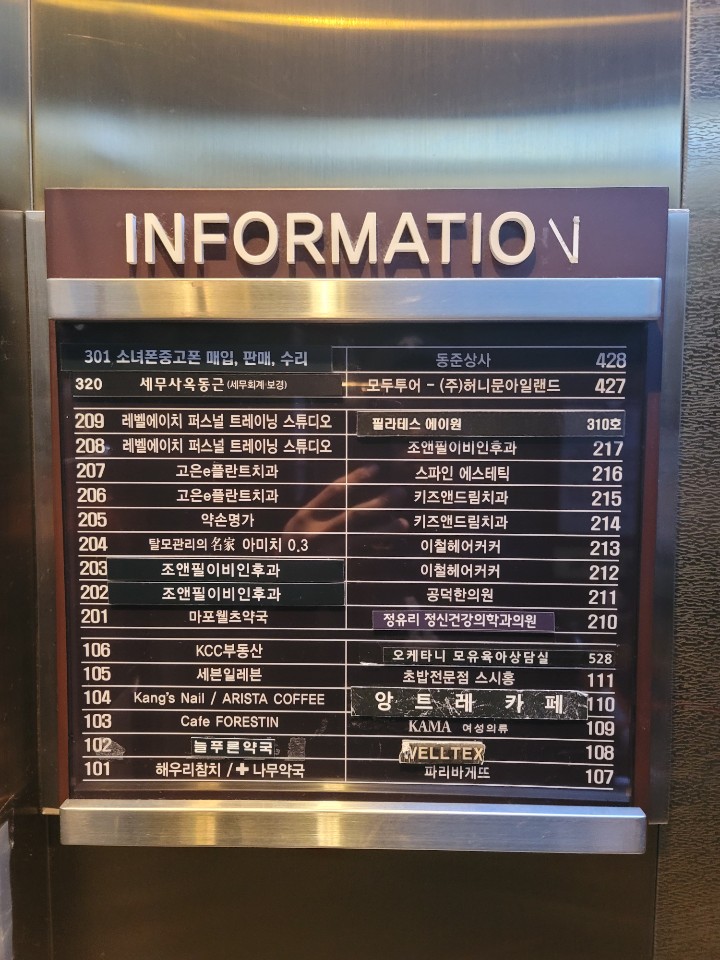 INFORMATION
301 소녀폰중고폰 매입, 판매, 수리 동준상사 428
320 세무사옥동근 (세무회계·보경) 모두투어 - (주)허니문아일랜드 427
209 레벨에이치 퍼스널 트레이닝 스튜디오 필라테스 에이원 310호
208 레벨에이치 퍼스널 트레이닝 스튜디오 조앤필이비인후과 217
207 고은e플란트치과 스파인 에스테틱 216
206 고은e플란트치과 키즈앤드림치과 215
205 약손명가 키즈앤드림치과 214
204 탈모관리의 名家 아미치 0.3 이철헤어커커 213
203 조앤필이비인후과 이철헤어커커 212
202 조앤필이비인후과 공덕한의원 211
201 마포웰츠약국 정유리 정신건강의학과의원 210
106 KCC부동산 오케타니 모유육아상담실 528
105 세븐일레븐 초밥전문점 스시홍 111
104 Kang's Nail / ARISTA COFFEE 앙트레 카페 110
103 Cafe FORESTIN KAMA 여성의류 109
102 늘푸른약국 WELLTEX 108
101 해우리참치 /✚ 나무약국 파리바게뜨 107